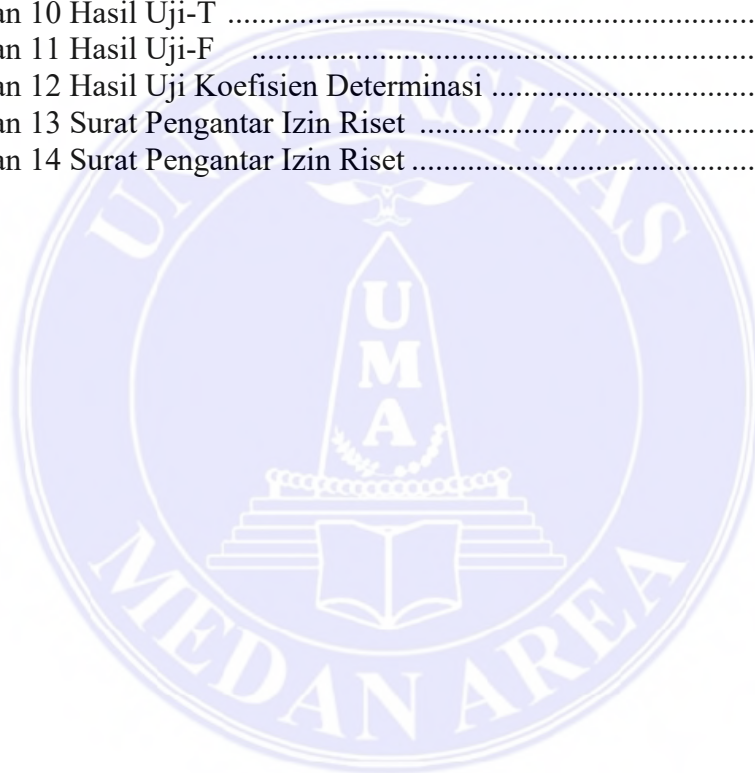 an 10 Hasil Uji-T ........................................................................
an 11 Hasil Uji-F ........................................................................
an 12 Hasil Uji Koefisien Determinasi .......................................
an 13 Surat Pengantar Izin Riset ................................................
an 14 Surat Pengantar Izin Riset .................................................
UNIVERSITAS
U
M
A
MEDAN AREA